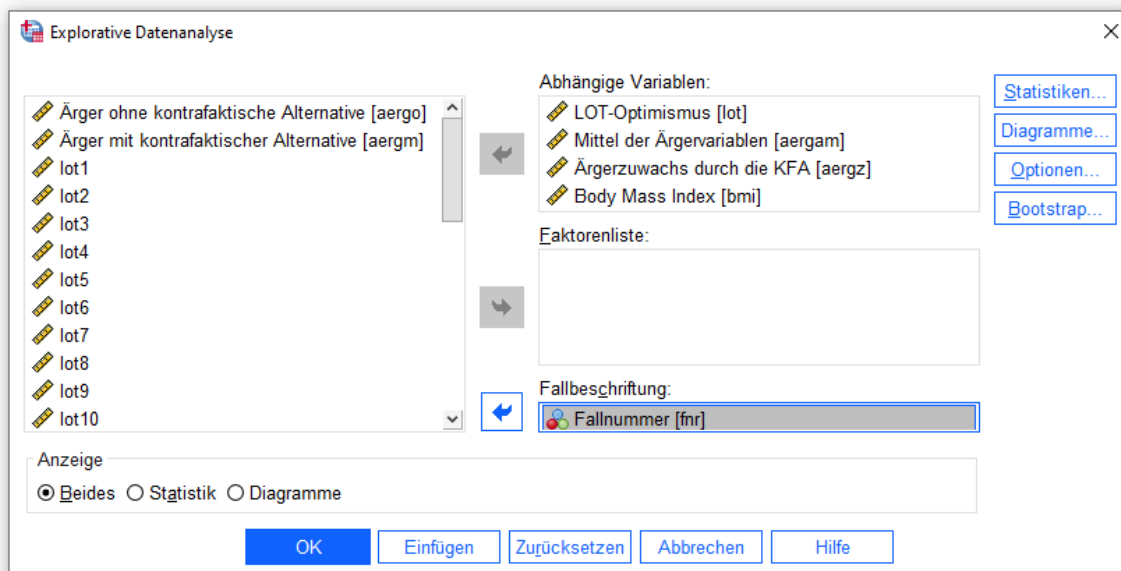 Explorative Datenanalyse
Ärger ohne kontrafaktische Alternative [aergo]
Ärger mit kontrafaktischer Alternative [aergm]
lot1
lot2
lot3
lot4
lot5
lot6
lot7
lot8
lot9
lot10
Abhängige Variablen:
LOT-Optimismus [lot]
Mittel der Ärgervariablen [aergam]
Ärgerzuwachs durch die KFA [aergz]
Body Mass Index [bmi]
Faktorenliste:
Fallbeschriftung:
Fallnummer [fnr]
Statistiken...
Diagramme...
Optionen...
Bootstrap...
Anzeige
Beides Statistik Diagramme
OK Einfügen Zurücksetzen Abbrechen Hilfe